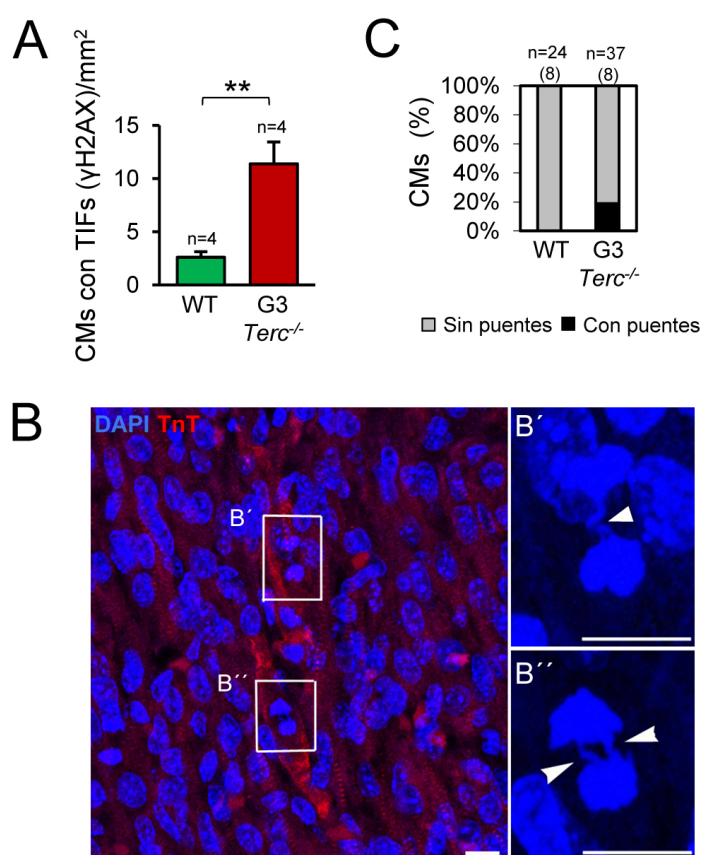 A
CMs con TIFs (γH2AX)/mm²
**
15
10
5
0
n=4
n=4
WT
G3
Terc-/-
C
n=24
(8)
n=37
(8)
CMs (%)
100%
80%
60%
40%
20%
0%
WT
G3
Terc-/-
Sin puentes
Con puentes
B
DAPI TnT
B´
B´´
B´
B´´